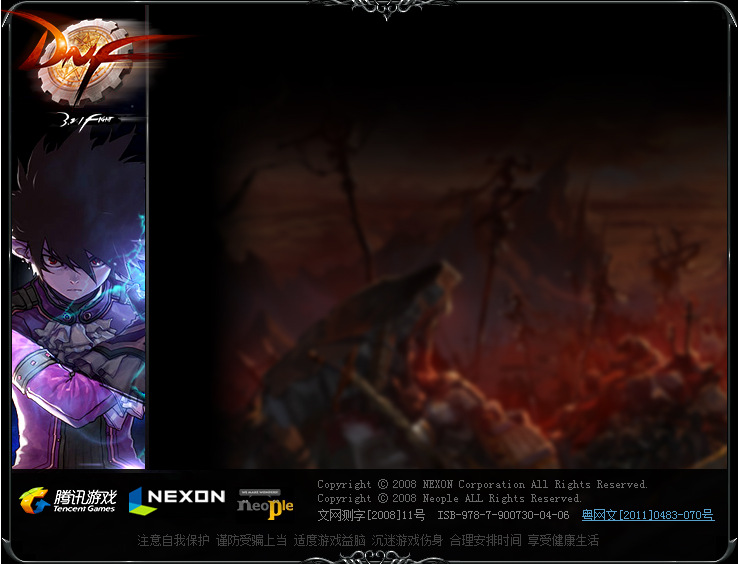 DNF
3.2.1 FIGHT
腾讯游戏
Tencent Games
NEXON
neople
Copyright © 2008 NEXON Corporation All Rights Reserved.
Copyright © 2008 Neople ALL Rights Reserved.
文网测字[2008]11号 ISB-978-7-900730-04-06 粤网文[2011]0483-070号
注意自我保护 谨防受骗上当 适度游戏益脑 沉迷游戏伤身 合理安排时间 享受健康生活